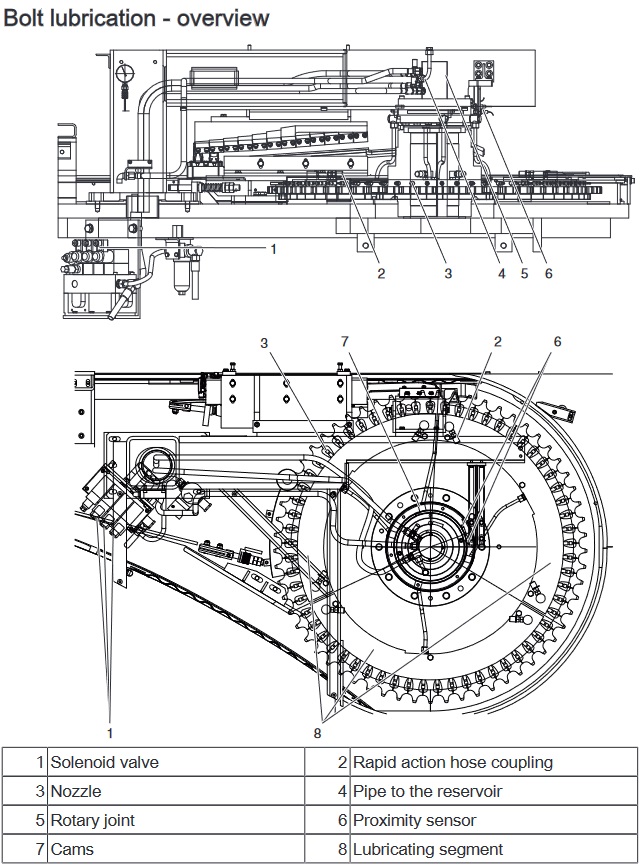 Bolt lubrication - overview
1
2 3 4 5 6
3 7 2 6
1 8
1 Solenoid valve 2 Rapid action hose coupling
3 Nozzle 4 Pipe to the reservoir
5 Rotary joint 6 Proximity sensor
7 Cams 8 Lubricating segment